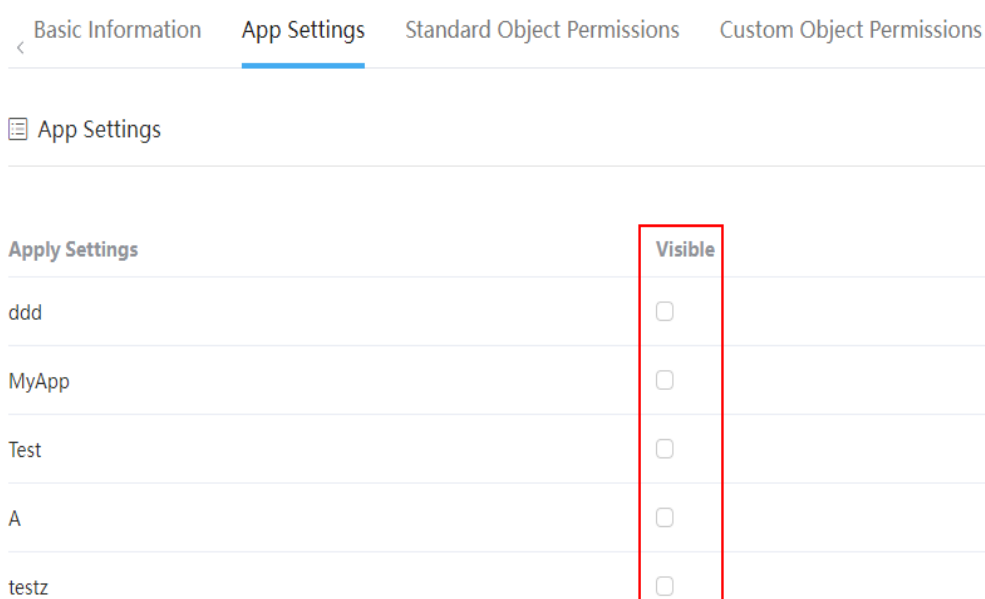 Basic Information App Settings Standard Object Permissions Custom Object Permissions
App Settings
Apply Settings Visible
ddd
MyApp
Test
A
testz